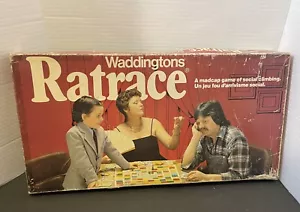 Waddingtons
Ratrace®
A madcap game of social climbing.
Un jeu fou d'arrivisme social.